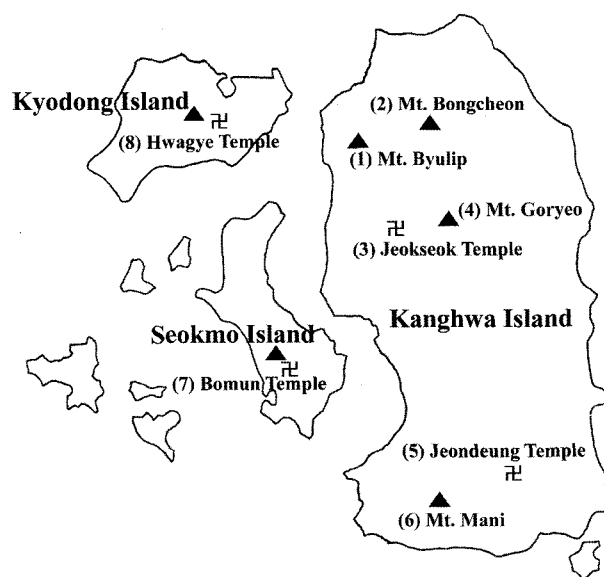 (2) Mt. Bongcheon
Kyodong Island
(8) Hwagye Temple
(1) Mt. Byulip
(4) Mt. Goryeo
(3) Jeokseok Temple
Kanghwa Island
Seokmo Island
(7) Bomun Temple
(5) Jeondeung Temple
(6) Mt. Mani